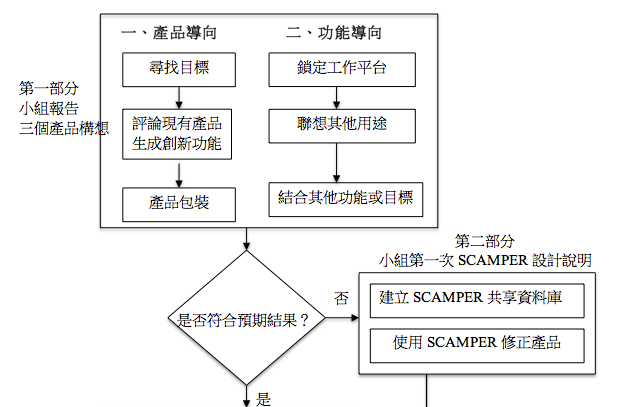 一、產品導向
二、功能導向
第一部分
小組報告
三個產品構想
尋找目標
評論現有產品
生成創新功能
產品包裝
鎖定工作平台
聯想其他用途
結合其他功能或目標
是否符合預期結果？
否
是
第二部分
小組第一次 SCAMPER 設計說明
建立 SCAMPER 共享資料庫
使用 SCAMPER 修正產品